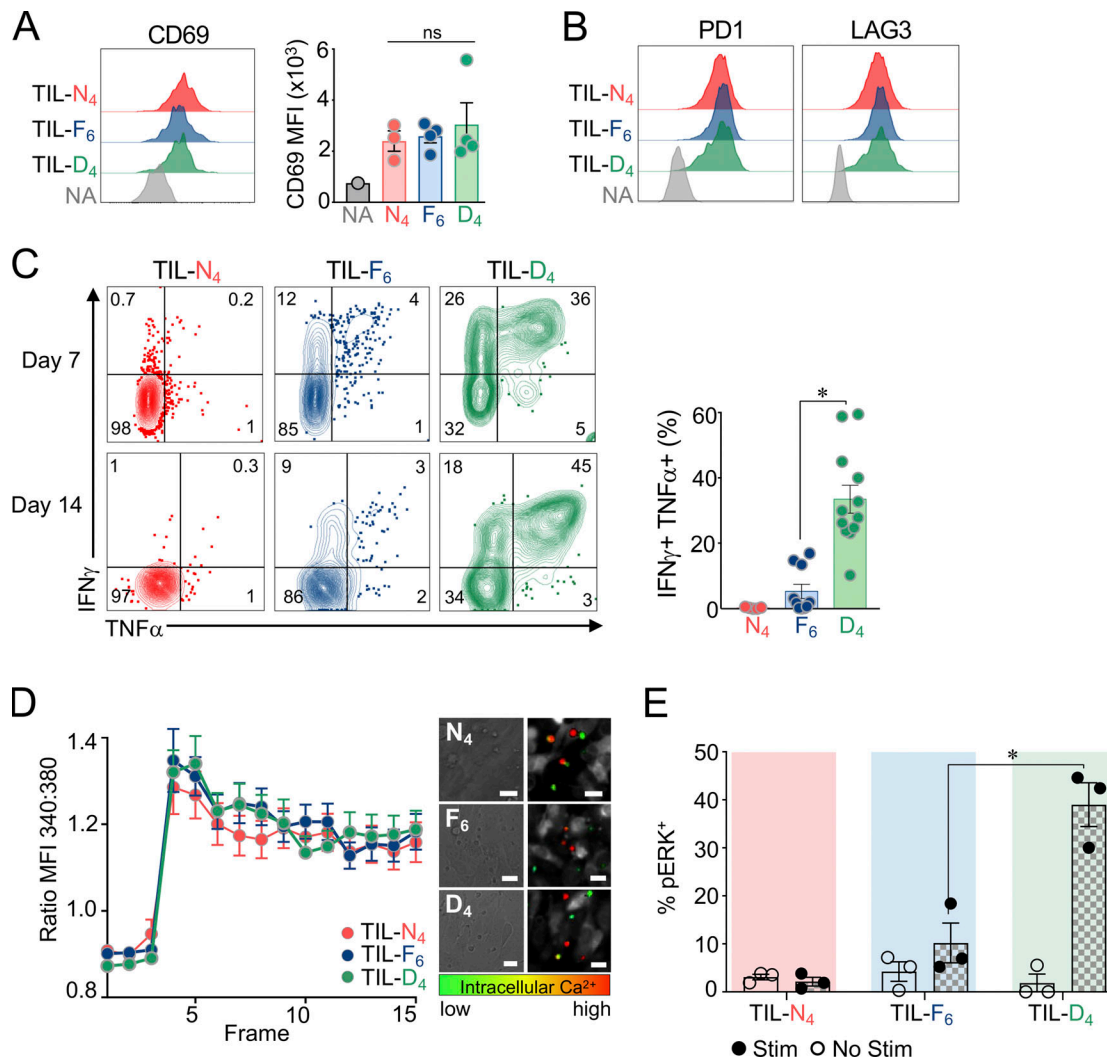 A
CD69
TIL-N4
TIL-F6
TIL-D4
NA
CD69 MFI (x10³)
6
4
2
0
ns
NA N4 F6 D4
B
PD1 LAG3
TIL-N4
TIL-F6
TIL-D4
NA
C
TIL-N4 TIL-F6 TIL-D4
Day 7
0.7 0.2 12 4 26 36
98 1 85 1 32 5
Day 14
1 0.3 9 3 18 45
97 1 86 2 34 3
IFNγ
TNFα
IFNγ+ TNFα+ (%)
60
40
20
0
*
N4 F6 D4
D
Ratio MFI 340:380
1.4
1.2
1.0
0.8
5 10 15
Frame
TIL-N4
TIL-F6
TIL-D4
N4
F6
D4
Intracellular Ca²⁺
low high
E
% pERK⁺
50
40
30
20
10
0
*
TIL-N4 TIL-F6 TIL-D4
Stim No Stim